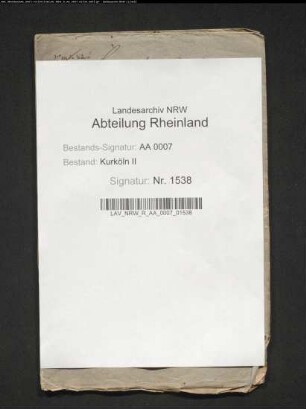 Landesarchiv NRW
Abteilung Rheinland
Bestands-Signatur: AA 0007
Bestand: Kurköln II
Signatur: Nr. 1538
LAV_NRW_R_AA_0007_01538